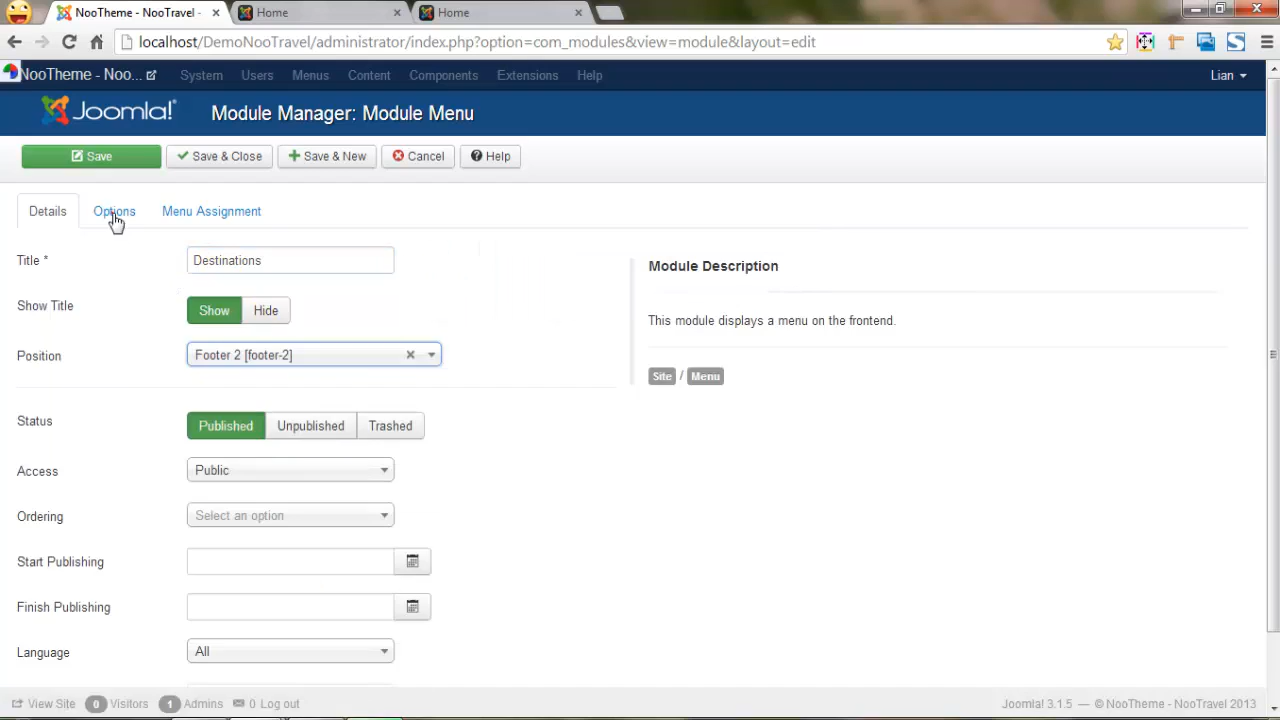 NooTheme - NooTravel -
Home
Home
localhost/DemoNooTravel/administrator/index.php?option=com_modules&view=module&layout=edit
NooTheme - Noo...
System
Users
Menus
Content
Components
Extensions
Help
Lian
Joomla!
Module Manager: Module Menu
Save
Save & Close
Save & New
Cancel
Help
Details
Options
Menu Assignment
Title *
Destinations
Module Description
Show Title
Show
Hide
This module displays a menu on the frontend.
Position
Footer 2 [footer-2]
Site / Menu
Status
Published
Unpublished
Trashed
Access
Public
Ordering
Select an option
Start Publishing
Finish Publishing
Language
All
View Site
0 Visitors
1 Admins
0 Log out
Joomla! 3.1.5 — © NooTheme - NooTravel 2013